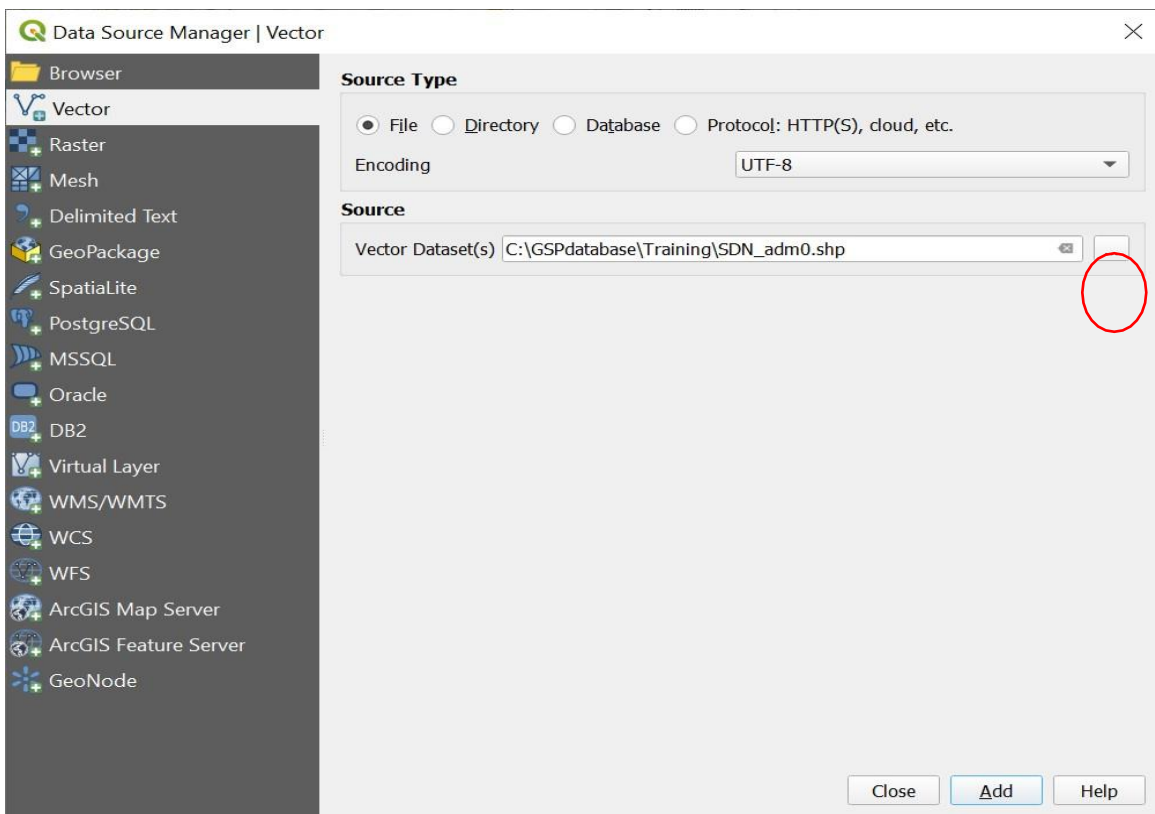 Data Source Manager | Vector
Browser
Vector
Raster
Mesh
Delimited Text
GeoPackage
SpatiaLite
PostgreSQL
MSSQL
Oracle
DB2
DB2
Virtual Layer
WMS/WMTS
WCS
WFS
ArcGIS Map Server
ArcGIS Feature Server
GeoNode
Source Type
File Directory Database Protocol: HTTP(S), cloud, etc.
Encoding UTF-8
Source
Vector Dataset(s) C:\GSPdatabase\Training\SDN_adm0.shp
Close Add Help